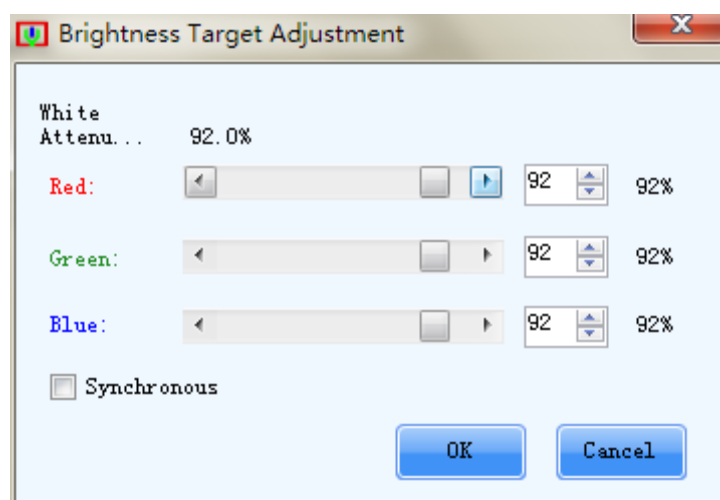 Brightness Target Adjustment
White
Attenu... 92.0%
Red: 92 92%
Green: 92 92%
Blue: 92 92%
Synchronous
OK Cancel